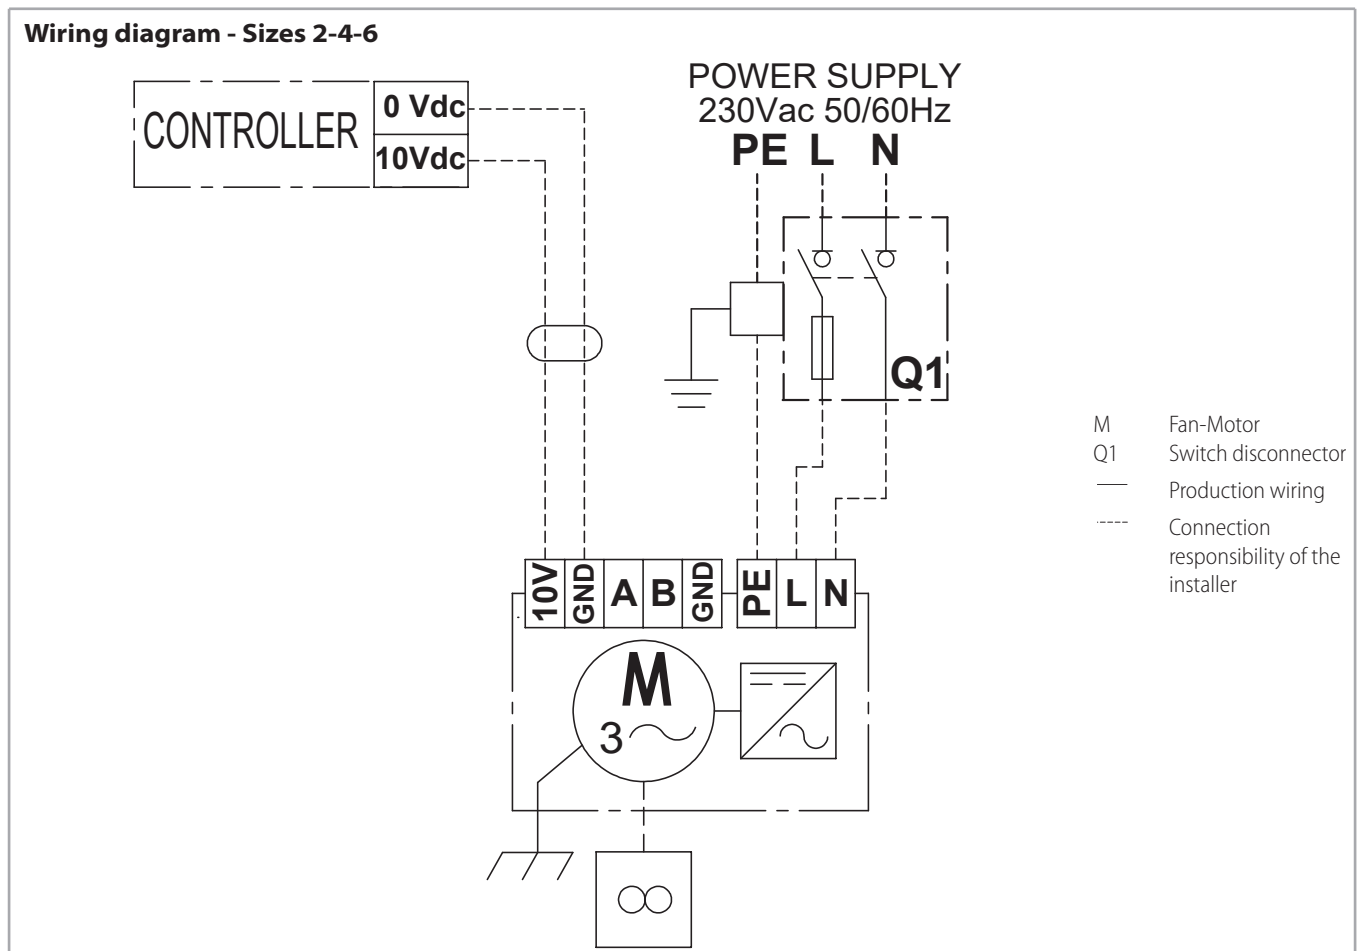 Wiring diagram - Sizes 2-4-6
CONTROLLER
0 Vdc
10Vdc
POWER SUPPLY
230Vac 50/60Hz
PE L N
Q1
M Fan-Motor
Q1 Switch disconnector
Production wiring
Connection
responsibility of the
installer
10V GND A B GND PE L N
M
3